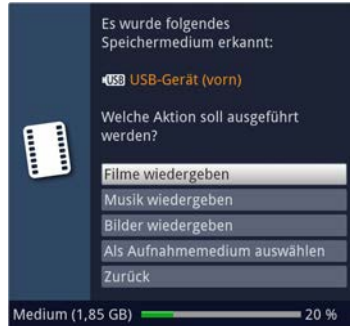 Es wurde folgendes
Speichermedium erkannt:
USB USB-Gerät (vorn)
Welche Aktion soll ausgeführt
werden?
Filme wiedergeben
Musik wiedergeben
Bilder wiedergeben
Als Aufnahmemedium auswählen
Zurück
Medium (1,85 GB) 20 %